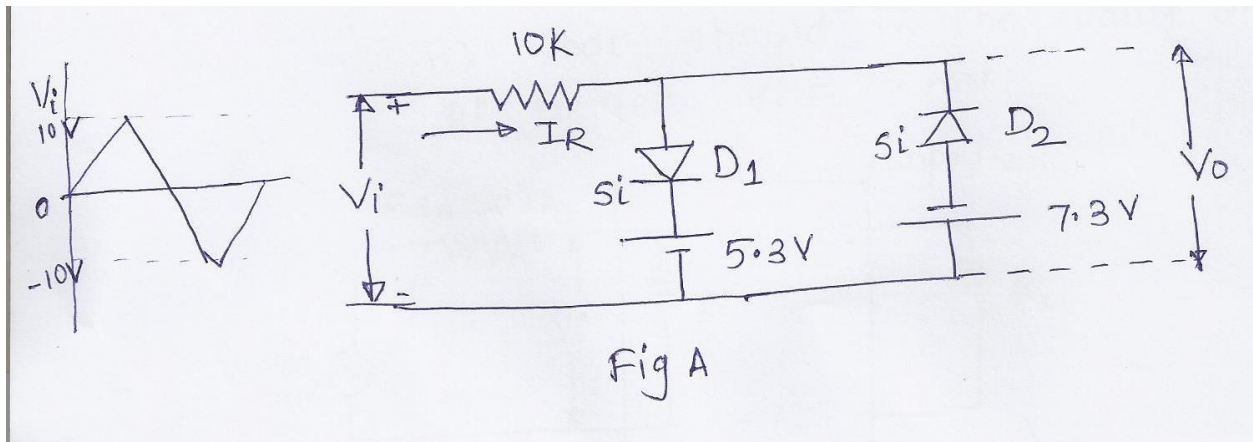 Vi
10V
0
-10V
10K
+
IR
Vi
-
Si
D1
5.3V
Si
D2
7.3V
Vo
Fig A